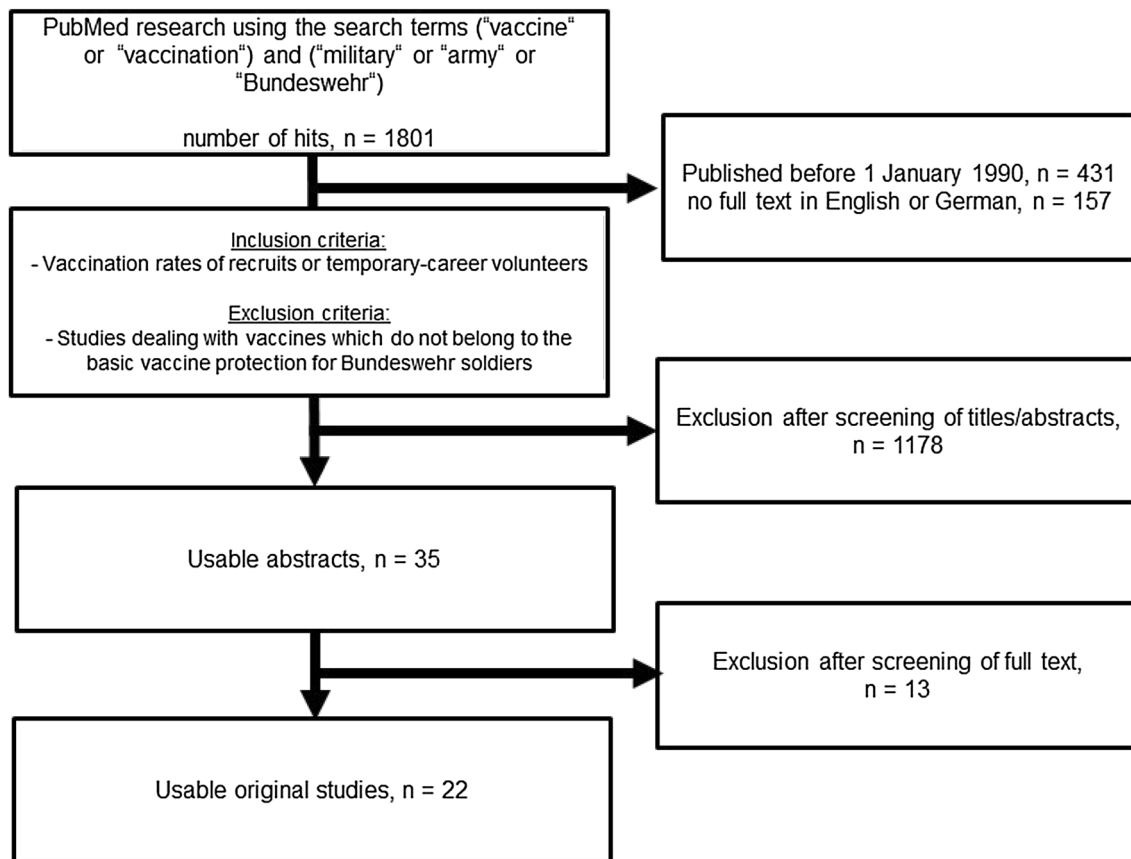 PubMed research using the search terms (“vaccine“
or “vaccination“) and (“military“ or “army“ or
“Bundeswehr“)
number of hits, n = 1801
Published before 1 January 1990, n = 431
no full text in English or German, n = 157
Inclusion criteria:
- Vaccination rates of recruits or temporary-career volunteers
Exclusion criteria:
- Studies dealing with vaccines which do not belong to the
basic vaccine protection for Bundeswehr soldiers
Exclusion after screening of titles/abstracts,
n = 1178
Usable abstracts, n = 35
Exclusion after screening of full text,
n = 13
Usable original studies, n = 22